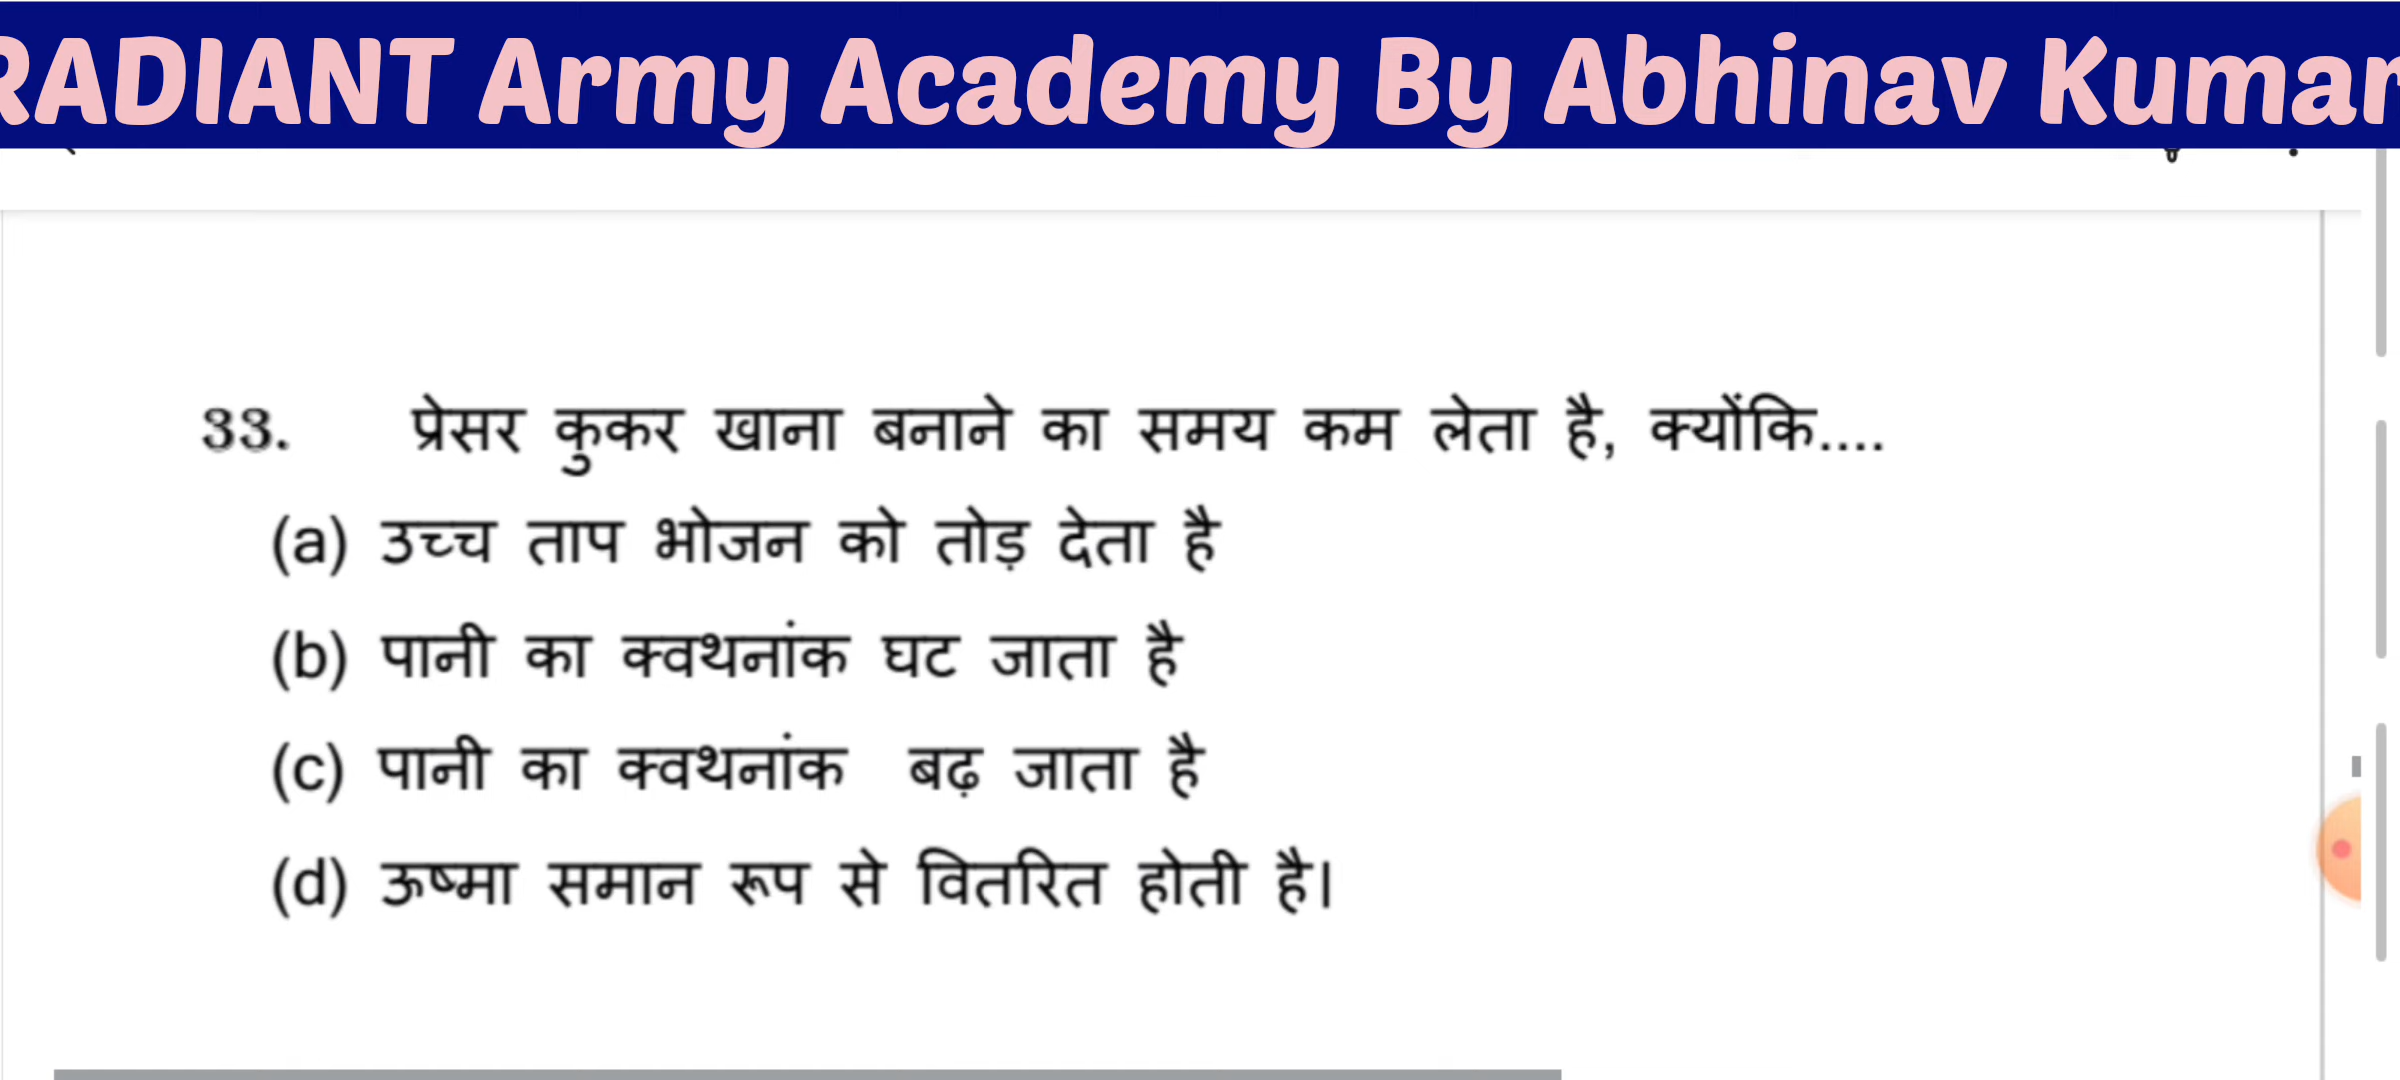 RADIANT Army Academy By Abhinav Kumar
33. प्रेसर कुकर खाना बनाने का समय कम लेता है, क्योंकि....
(a) उच्च ताप भोजन को तोड़ देता है
(b) पानी का क्वथनांक घट जाता है
(c) पानी का क्वथनांक बढ़ जाता है
(d) ऊष्मा समान रूप से वितरित होती है।